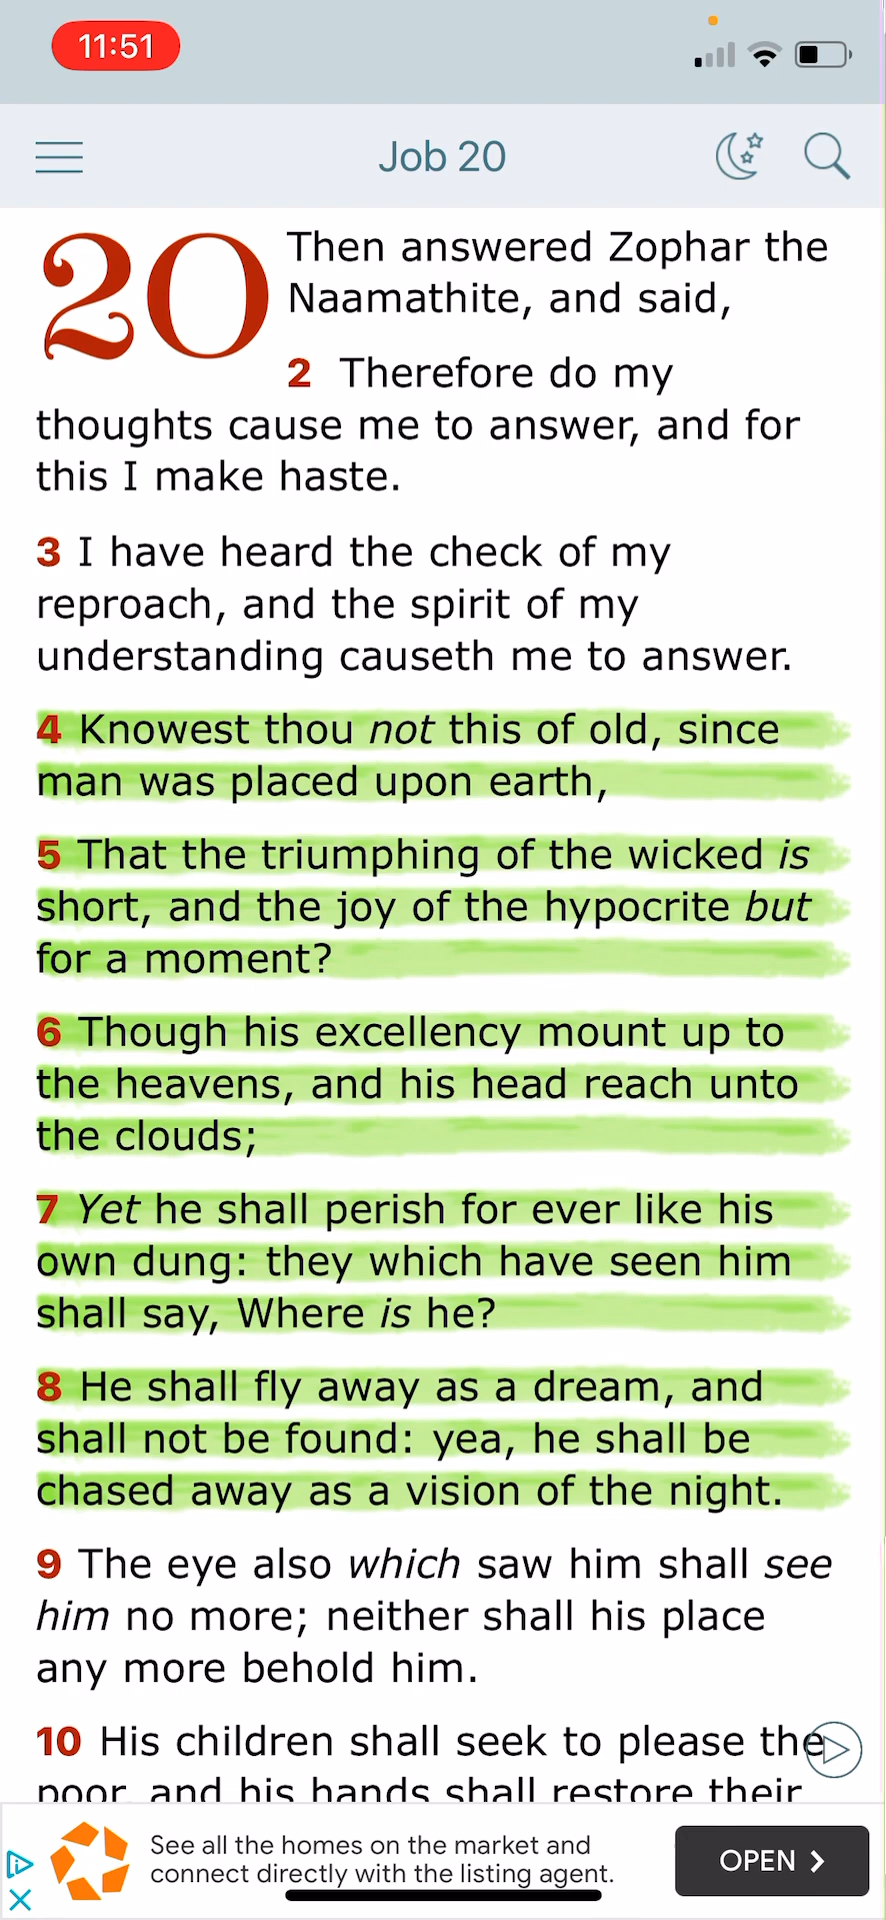 11:51
Job 20
20 Then answered Zophar the
Naamathite, and said,
2 Therefore do my
thoughts cause me to answer, and for
this I make haste.
3 I have heard the check of my
reproach, and the spirit of my
understanding causeth me to answer.
4 Knowest thou not this of old, since
man was placed upon earth,
5 That the triumphing of the wicked is
short, and the joy of the hypocrite but
for a moment?
6 Though his excellency mount up to
the heavens, and his head reach unto
the clouds;
7 Yet he shall perish for ever like his
own dung: they which have seen him
shall say, Where is he?
8 He shall fly away as a dream, and
shall not be found: yea, he shall be
chased away as a vision of the night.
9 The eye also which saw him shall see
him no more; neither shall his place
any more behold him.
10 His children shall seek to please the
poor, and his hands shall restore their
See all the homes on the market and
connect directly with the listing agent.
OPEN